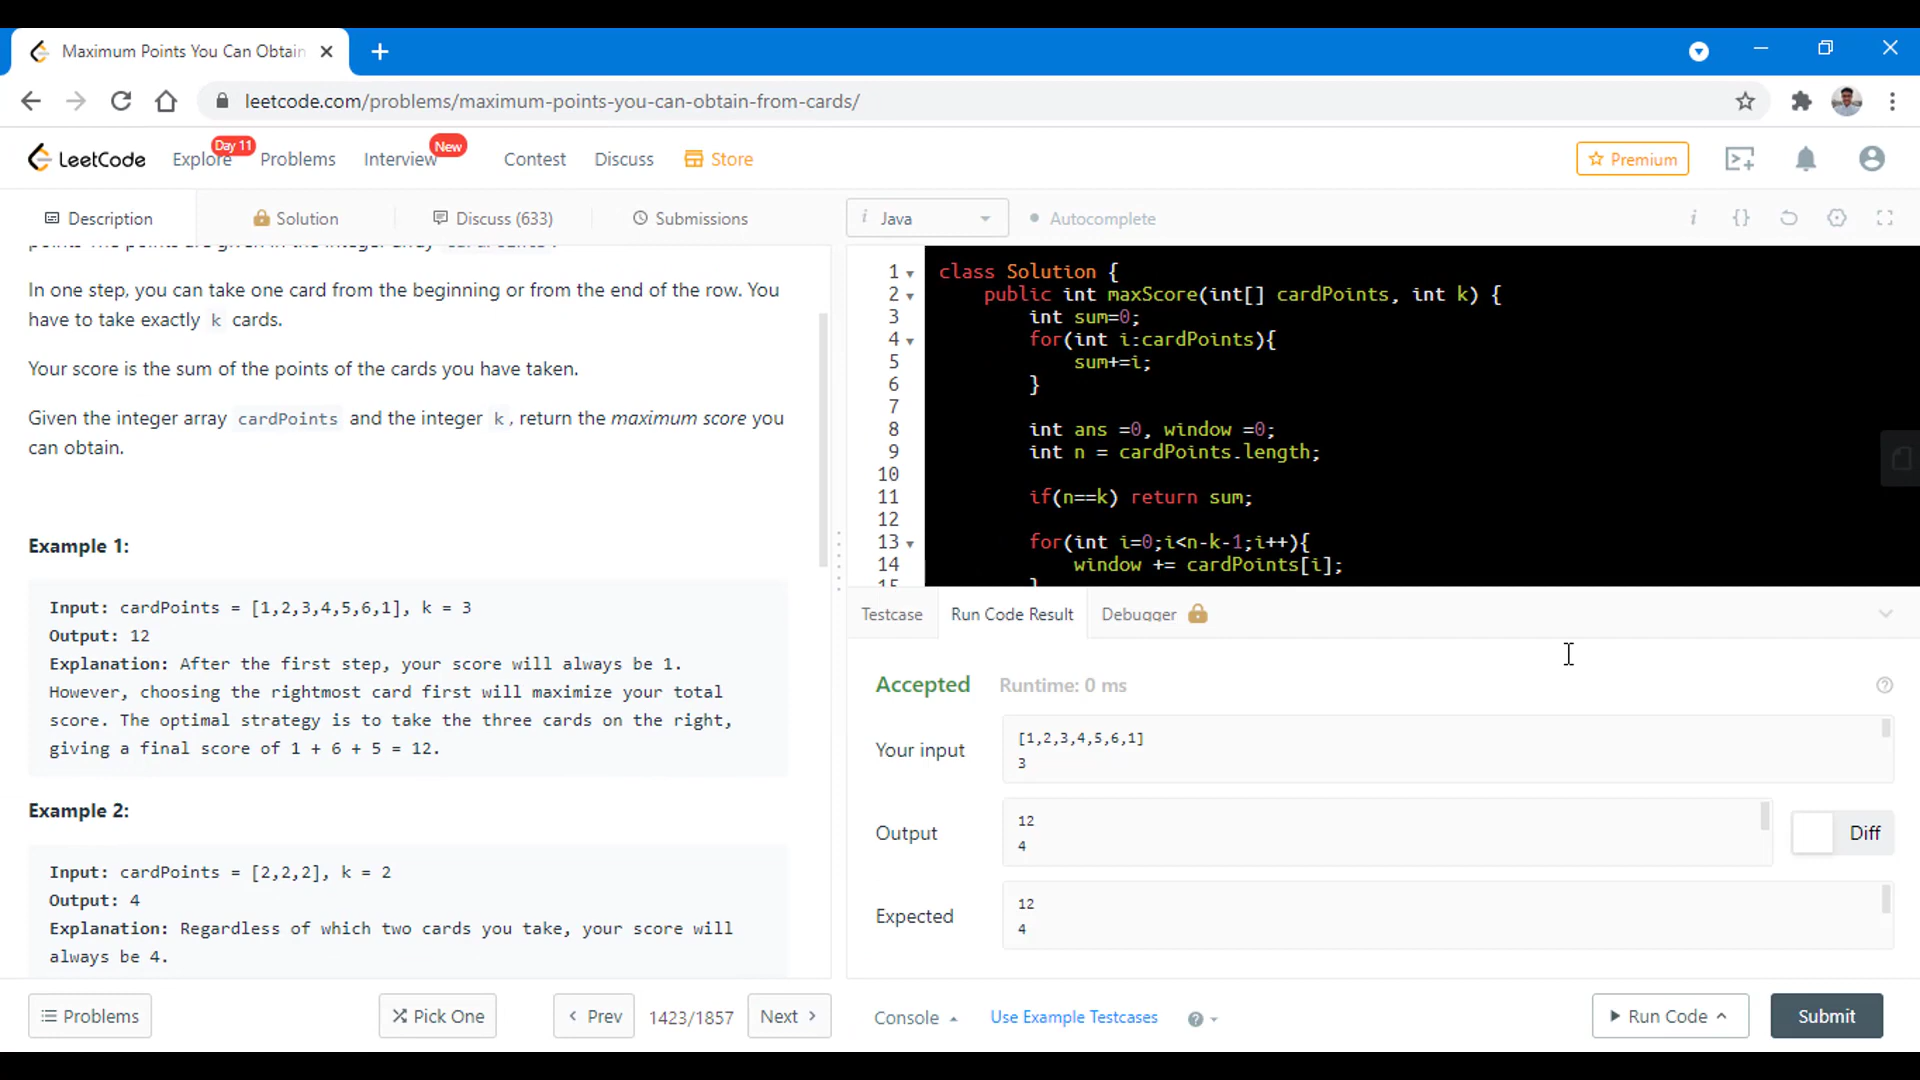 Maximum Points You Can Obtain
leetcode.com/problems/maximum-points-you-can-obtain-from-cards/
LeetCode
Explore
Day 11
Problems
Interview
New
Contest
Discuss
Store
Premium
Description
Solution
Discuss (633)
Submissions
In one step, you can take one card from the beginning or from the end of the row. You
have to take exactly k cards.
Your score is the sum of the points of the cards you have taken.
Given the integer array cardPoints and the integer k, return the maximum score you
can obtain.
Example 1:
Input: cardPoints = [1,2,3,4,5,6,1], k = 3
Output: 12
Explanation: After the first step, your score will always be 1.
However, choosing the rightmost card first will maximize your total
score. The optimal strategy is to take the three cards on the right,
giving a final score of 1 + 6 + 5 = 12.
Example 2:
Input: cardPoints = [2,2,2], k = 2
Output: 4
Explanation: Regardless of which two cards you take, your score will
always be 4.
Problems
Pick One
Prev
1423/1857
Next
i Java
Autocomplete
i
{}
1 class Solution {
2 public int maxScore(int[] cardPoints, int k) {
3 int sum=0;
4 for(int i:cardPoints){
5 sum+=i;
6 }
7
8 int ans =0, window =0;
9 int n = cardPoints.length;
10
11 if(n==k) return sum;
12
13 for(int i=0;i<n-k-1;i++){
14 window += cardPoints[i];
15 }
Testcase
Run Code Result
Debugger
Accepted
Runtime: 0 ms
Your input
[1,2,3,4,5,6,1]
3
Output
12
4
Diff
Expected
12
4
Console
Use Example Testcases
Run Code
Submit